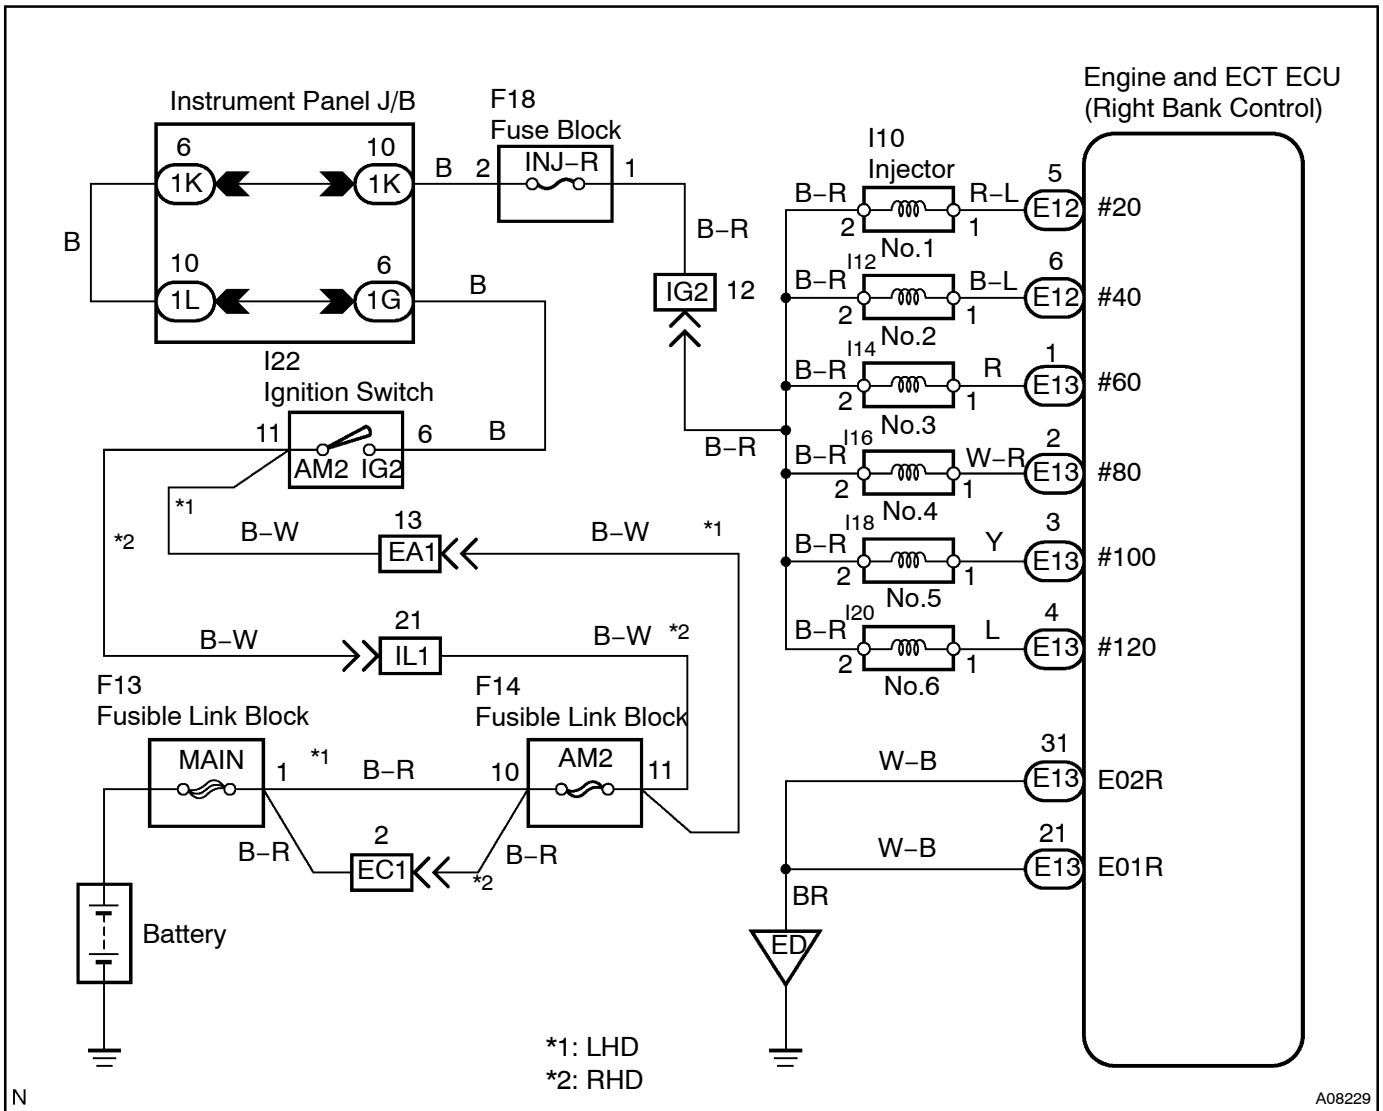 Engine and ECT ECU
(Right Bank Control)
Instrument Panel J/B
F18
Fuse Block
6
10
1K
1K
B
2
INJ-R
1
B
B-R
10
6
1L
1G
B
IG2
12
I22
Ignition Switch
11
6
B
AM2
IG2
B-R
*1
*2
B-W
13
EA1
B-W
*1
B-W
21
IL1
B-W
*2
F13
Fusible Link Block
F14
Fusible Link Block
MAIN
1
*1
B-R
10
AM2
11
B-R
2
EC1
B-R
*2
Battery
I10
Injector
B-R
2
No.1
R-L
1
5
E12
#20
B-R
I12
2
No.2
B-L
1
6
E12
#40
B-R
I14
2
No.3
R
1
1
E13
#60
B-R
I16
2
No.4
W-R
1
2
E13
#80
B-R
I18
2
No.5
Y
1
3
E13
#100
B-R
I20
2
No.6
L
1
4
E13
#120
W-B
31
E13
E02R
W-B
21
E13
E01R
BR
ED
*1: LHD
*2: RHD
N
A08229